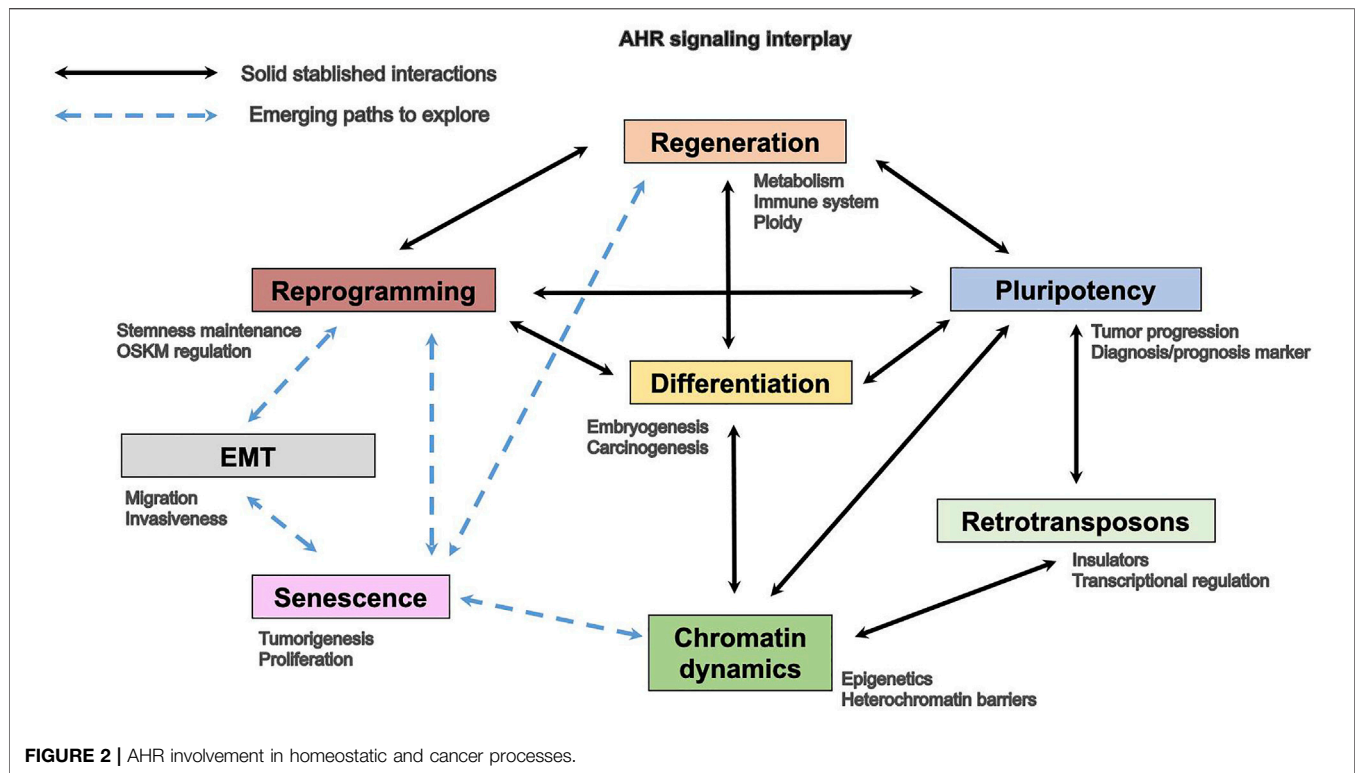 AHR signaling interplay
Solid stablished interactions
Emerging paths to explore
Regeneration
Metabolism
Immune system
Ploidy
Reprogramming
Stemness maintenance
OSKM regulation
Pluripotency
Tumor progression
Diagnosis/prognosis marker
Differentiation
Embryogenesis
Carcinogenesis
EMT
Migration
Invasiveness
Retrotransposons
Insulators
Transcriptional regulation
Senescence
Tumorigenesis
Proliferation
Chromatin
dynamics
Epigenetics
Heterochromatin barriers
FIGURE 2 | AHR involvement in homeostatic and cancer processes.